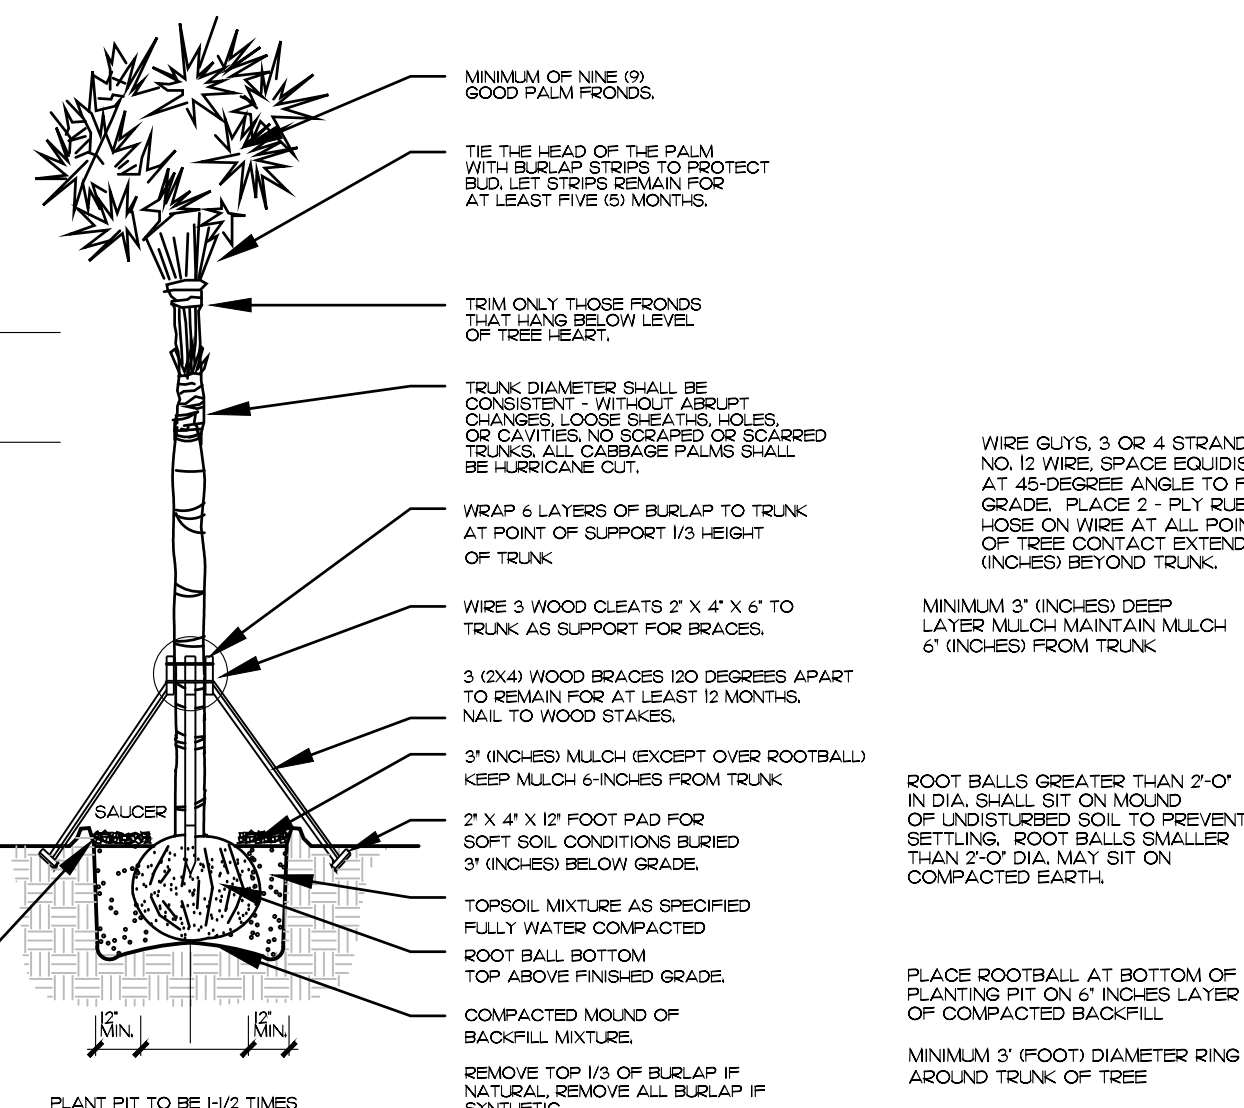 MINIMUM OF NINE (9)
GOOD PALM FRONDS.
TIE THE HEAD OF THE PALM
WITH BURLAP STRIPS TO PROTECT
BUD. LET STRIPS REMAIN FOR
AT LEAST FIVE (5) MONTHS.
TRIM ONLY THOSE FRONDS
THAT HANG BELOW LEVEL
OF TREE HEART.
TRUNK DIAMETER SHALL BE
CONSISTENT - WITHOUT ABRUPT
CHANGES, LOOSE SHEATHS, HOLES,
OR CAVITIES. NO SCRAPED OR SCARRED
TRUNKS. ALL CABBAGE PALMS SHALL
BE HURRICANE CUT.
WRAP 6 LAYERS OF BURLAP TO TRUNK
AT POINT OF SUPPORT 1/3 HEIGHT
OF TRUNK
WIRE 3 WOOD CLEATS 2" X 4" X 6" TO
TRUNK AS SUPPORT FOR BRACES.
3 (2X4) WOOD BRACES 120 DEGREES APART
TO REMAIN FOR AT LEAST 12 MONTHS.
NAIL TO WOOD STAKES.
3" (INCHES) MULCH (EXCEPT OVER ROOTBALL)
KEEP MULCH 6-INCHES FROM TRUNK
SAUCER
2" X 4" X 12" FOOT PAD FOR
SOFT SOIL CONDITIONS BURIED
3" (INCHES) BELOW GRADE.
TOPSOIL MIXTURE AS SPECIFIED
FULLY WATER COMPACTED
ROOT BALL BOTTOM
TOP ABOVE FINISHED GRADE.
COMPACTED MOUND OF
BACKFILL MIXTURE.
REMOVE TOP 1/3 OF BURLAP IF
NATURAL, REMOVE ALL BURLAP IF
SYNTHETIC
12"
MIN.
12"
MIN.
PLANT PIT TO BE 1-1/2 TIMES
WIRE GUYS, 3 OR 4 STRAND
NO. 12 WIRE, SPACE EQUIDIS
AT 45-DEGREE ANGLE TO F
GRADE. PLACE 2 - PLY RUB
HOSE ON WIRE AT ALL POIN
OF TREE CONTACT EXTEND
(INCHES) BEYOND TRUNK.
MINIMUM 3" (INCHES) DEEP
LAYER MULCH MAINTAIN MULCH
6" (INCHES) FROM TRUNK
ROOT BALLS GREATER THAN 2'-0"
IN DIA. SHALL SIT ON MOUND
OF UNDISTURBED SOIL TO PREVENT
SETTLING. ROOT BALLS SMALLER
THAN 2'-0" DIA. MAY SIT ON
COMPACTED EARTH.
PLACE ROOTBALL AT BOTTOM OF
PLANTING PIT ON 6" INCHES LAYER
OF COMPACTED BACKFILL
MINIMUM 3' (FOOT) DIAMETER RING
AROUND TRUNK OF TREE